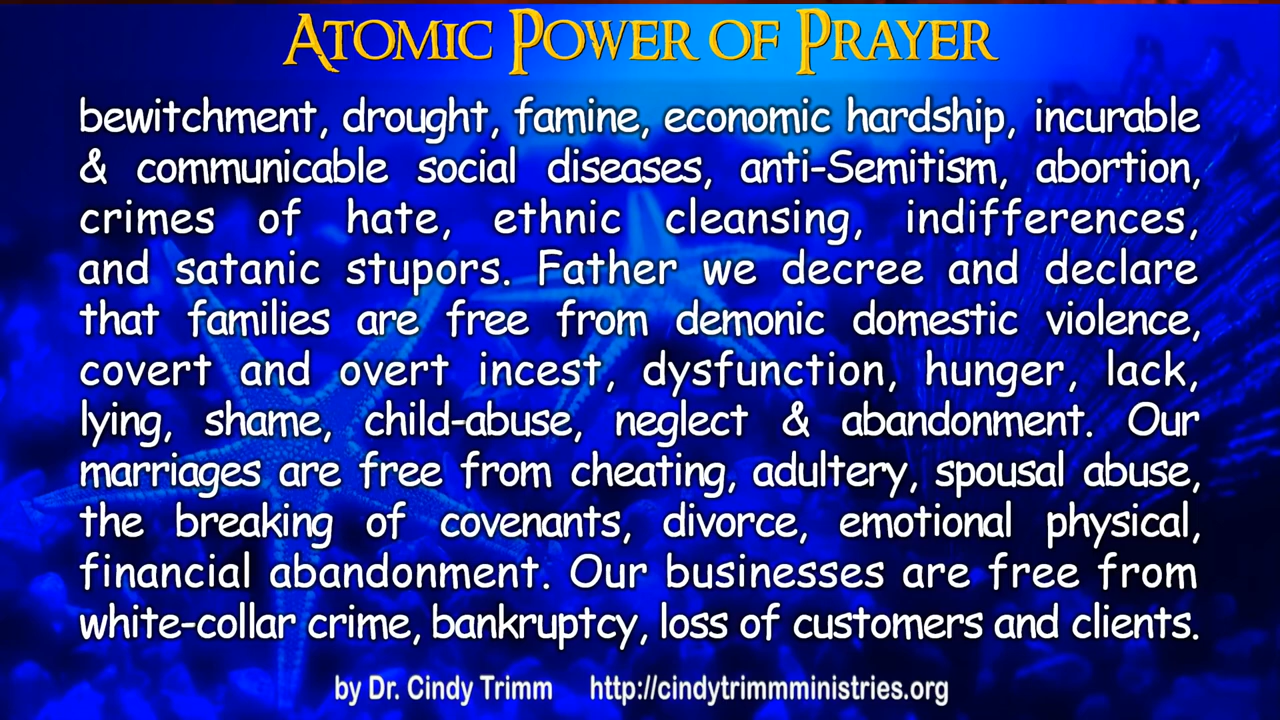 Atomic Power of Prayer
bewitchment, drought, famine, economic hardship, incurable
& communicable social diseases, anti-Semitism, abortion,
crimes of hate, ethnic cleansing, indifferences,
and satanic stupors. Father we decree and declare
that families are free from demonic domestic violence,
covert and overt incest, dysfunction, hunger, lack,
lying, shame, child-abuse, neglect & abandonment. Our
marriages are free from cheating, adultery, spousal abuse,
the breaking of covenants, divorce, emotional physical,
financial abandonment. Our businesses are free from
white-collar crime, bankruptcy, loss of customers and clients.
by Dr. Cindy Trimm http://cindytrimmministries.org